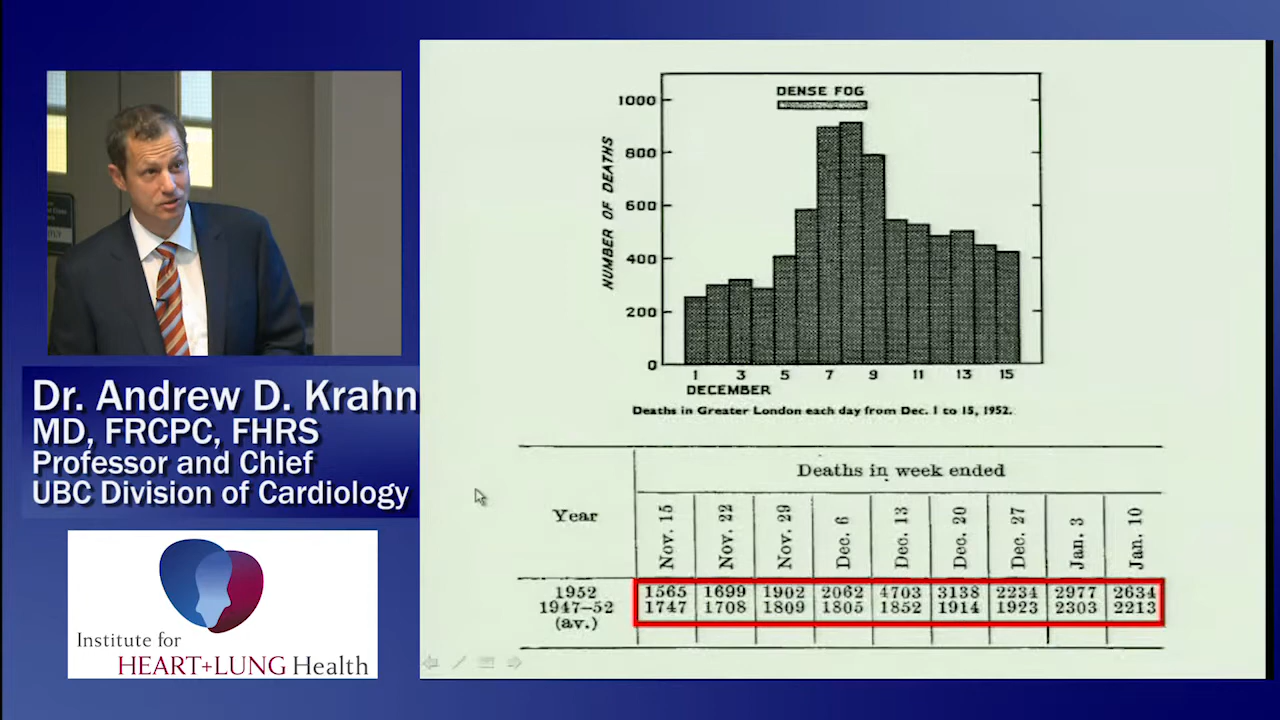 DENSE FOG
1000
800
600
400
200
0
NUMBER OF DEATHS
1 3 5 7 9 11 13 15
DECEMBER
Deaths in Greater London each day from Dec. 1 to 15, 1952.
Dr. Andrew D. Krahn
MD, FRCPC, FHRS
Professor and Chief
UBC Division of Cardiology
Institute for
HEART+LUNG Health
Deaths in week ended
Year Nov. 15 Nov. 22 Nov. 29 Dec. 6 Dec. 13 Dec. 20 Dec. 27 Jan. 3 Jan. 10
1952 1565 1699 1902 2062 4703 3138 2234 2977 2634
1947–52 1747 1708 1809 1805 1852 1914 1923 2303 2213
(av.)